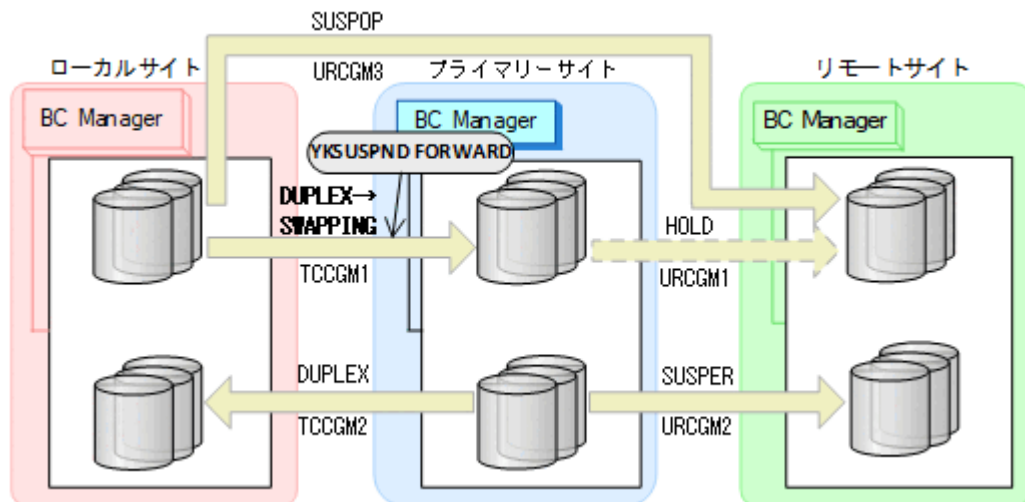 SUSPOP
URCGM3
ローカルサイト
プライマリーサイト
リモートサイト
BC Manager
BC Manager
BC Manager
YKSUSPND FORWARD
DUPLEX→
SWAPPING
TCCGM1
HOLD
URCGM1
DUPLEX
TCCGM2
SUSPER
URCGM2